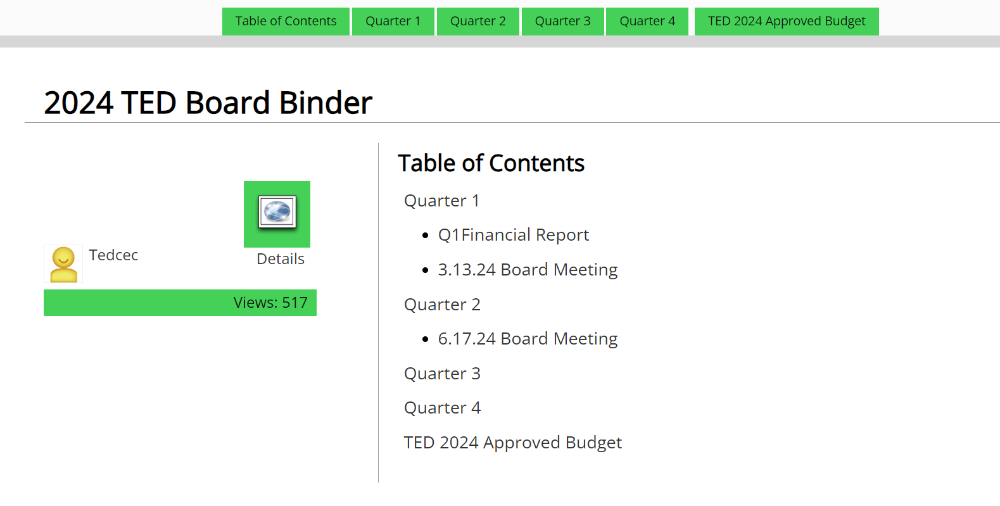 Table of Contents
Quarter 1
Quarter 2
Quarter 3
Quarter 4
TED 2024 Approved Budget
2024 TED Board Binder
Details
Tedcec
Views: 517
Table of Contents
Quarter 1
Q1Financial Report
3.13.24 Board Meeting
Quarter 2
6.17.24 Board Meeting
Quarter 3
Quarter 4
TED 2024 Approved Budget